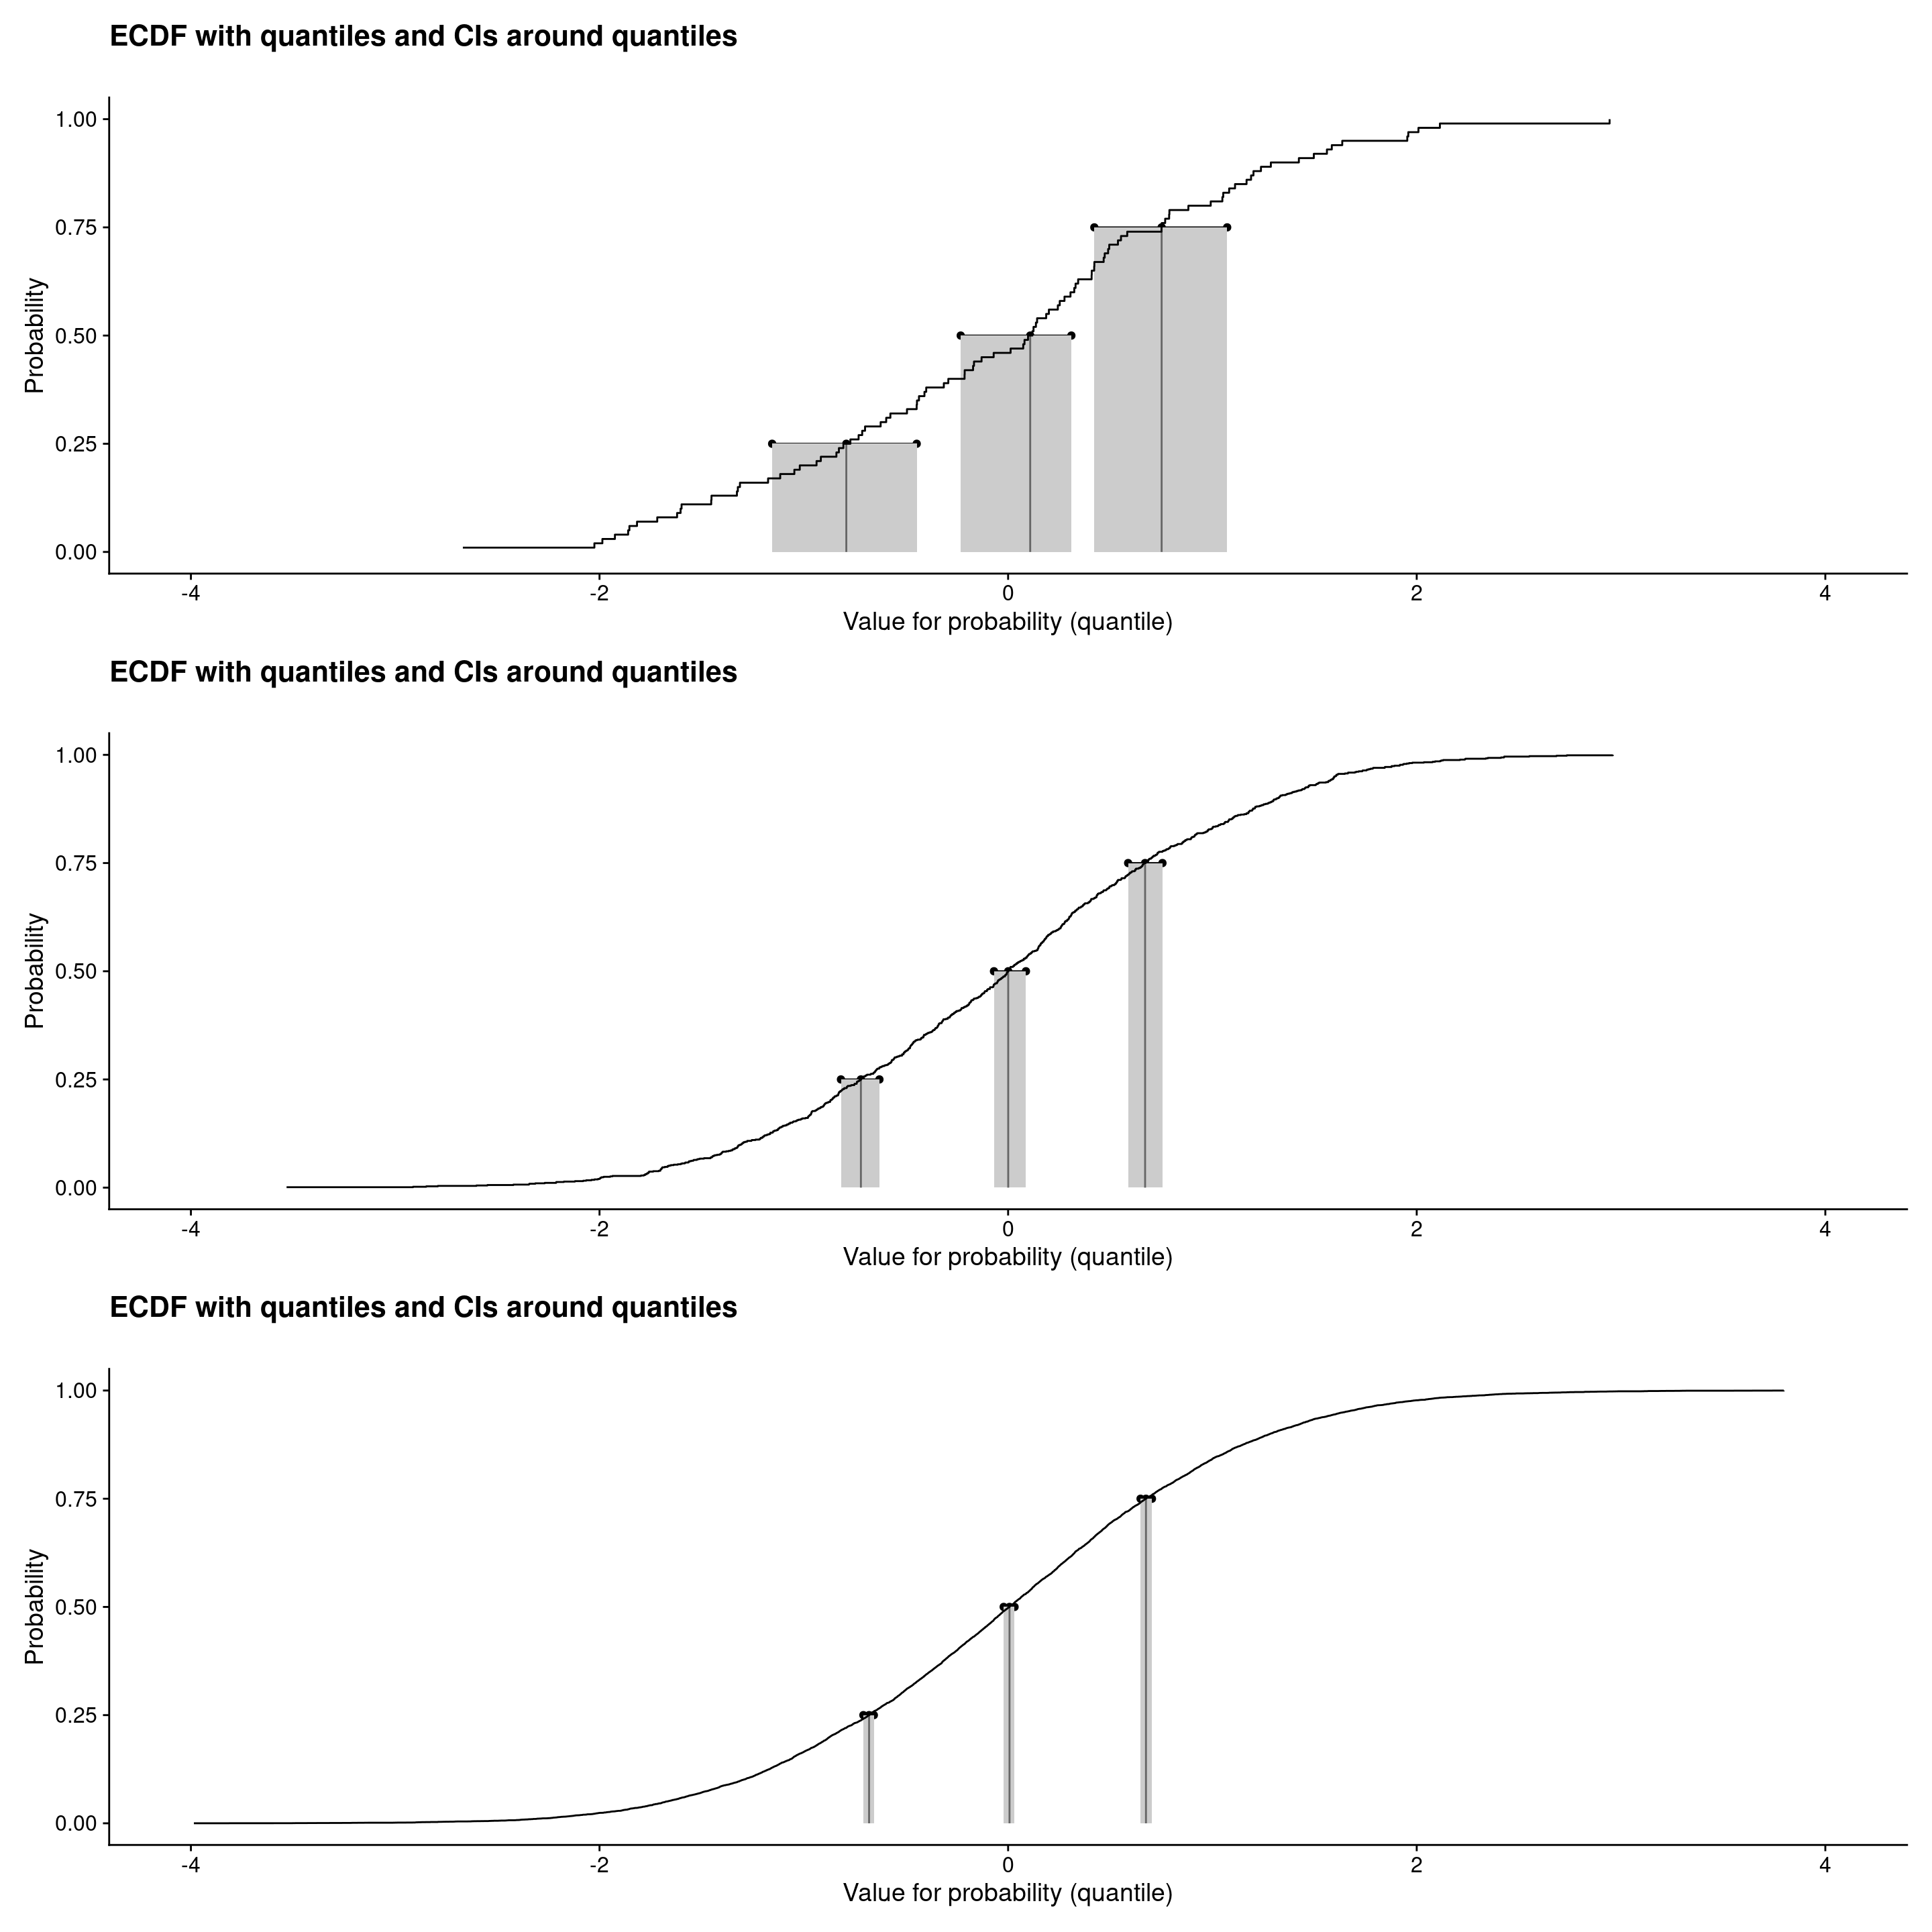 ECDF with quantiles and CIs around quantiles
1.00
0.75
0.50
0.25
0.00
Probability
-4 -2 0 2 4
Value for probability (quantile)
ECDF with quantiles and CIs around quantiles
1.00
0.75
0.50
0.25
0.00
Probability
-4 -2 0 2 4
Value for probability (quantile)
ECDF with quantiles and CIs around quantiles
1.00
0.75
0.50
0.25
0.00
Probability
-4 -2 0 2 4
Value for probability (quantile)